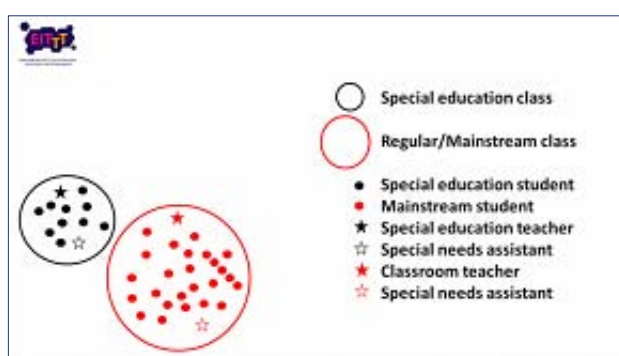 EITTT
Special education class
Regular/Mainstream class
Special education student
Mainstream student
Special education teacher
Special needs assistant
Classroom teacher
Special needs assistant